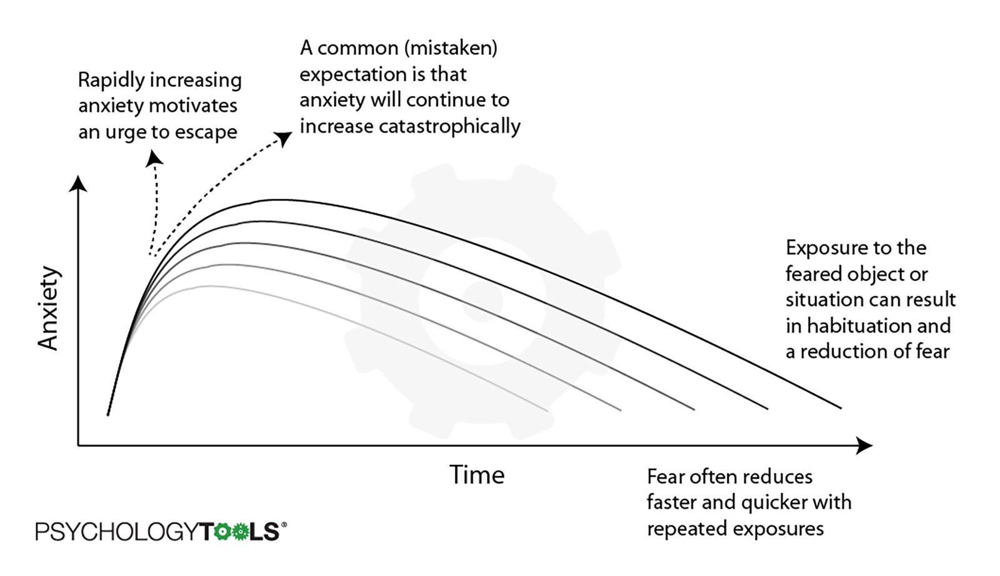 Rapidly increasing
anxiety motivates
an urge to escape
A common (mistaken)
expectation is that
anxiety will continue to
increase catastrophically
Anxiety
Exposure to the
feared object or
situation can result
in habituation and
a reduction of fear
Time
Fear often reduces
faster and quicker with
repeated exposures
PSYCHOLOGYTOOLS®